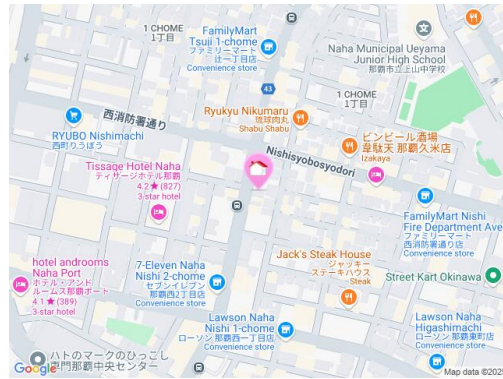 1 CHOME
1丁目
FamilyMart
Tsuji 1-chome
ファミリーマート
辻一丁目店
Convenience store
Naha Municipal Ueyama
Junior High School
那覇市立上山中学校
43
1 CHOME
1丁目
Ryukyu Nikumaru
琉球肉丸
Shabu Shabu
西消防署通り
RYUBO Nishimachi
西町りうぼう
Nishisyobosyodori
ビンビール酒場
韋駄天 那覇久米店
Izakaya
Tissage Hotel Naha
ティサージホテル那覇
4.2★(827)
3-star hotel
FamilyMart Nishi
Fire Department Ave
ファミリーマート
西消防署通り店
Convenience store
hotel androoms
Naha Port
ホテル・アンド
ルームス那覇ポート
4.1★(389)
3-star hotel
7-Eleven Naha
Nishi 2-chome
セブンイレブン
那覇西2丁目店
Convenience store
Jack's Steak House
ジャッキー
ステーキハウス
Steak
Street Kart Okinawa
Lawson Naha
Nishi 1-chome
ローソン 那覇西一丁目店
Convenience store
Lawson Naha
Higashimachi
ローソン 那覇東町店
Convenience store
ハトのマークのひっこし
専門那覇中央センター
Google
Map data ©202